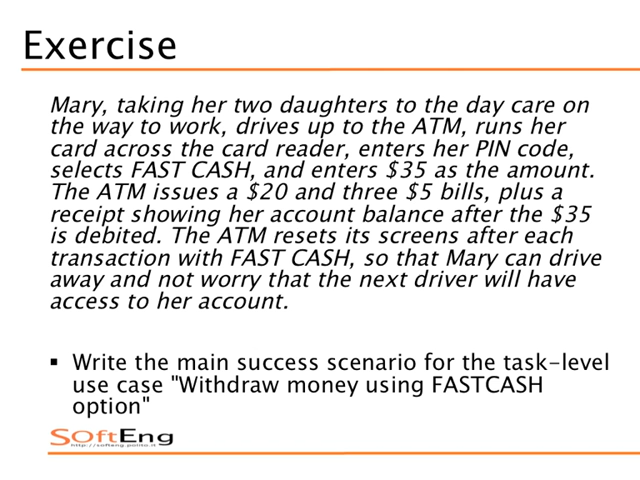 Exercise
Mary, taking her two daughters to the day care on
the way to work, drives up to the ATM, runs her
card across the card reader, enters her PIN code,
selects FAST CASH, and enters $35 as the amount.
The ATM issues a $20 and three $5 bills, plus a
receipt showing her account balance after the $35
is debited. The ATM resets its screens after each
transaction with FAST CASH, so that Mary can drive
away and not worry that the next driver will have
access to her account.
▪ Write the main success scenario for the task-level
use case "Withdraw money using FASTCASH
option"
SOftEng
http://softeng.polito.it